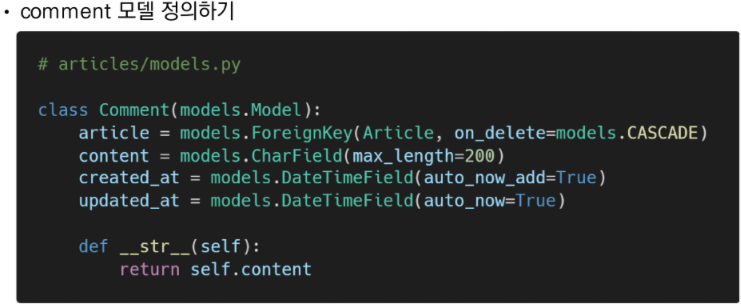 • comment 모델 정의하기
# articles/models.py
class Comment(models.Model):
    article = models.ForeignKey(Article, on_delete=models.CASCADE)
    content = models.CharField(max_length=200)
    created_at = models.DateTimeField(auto_now_add=True)
    updated_at = models.DateTimeField(auto_now=True)
    def __str__(self):
        return self.content